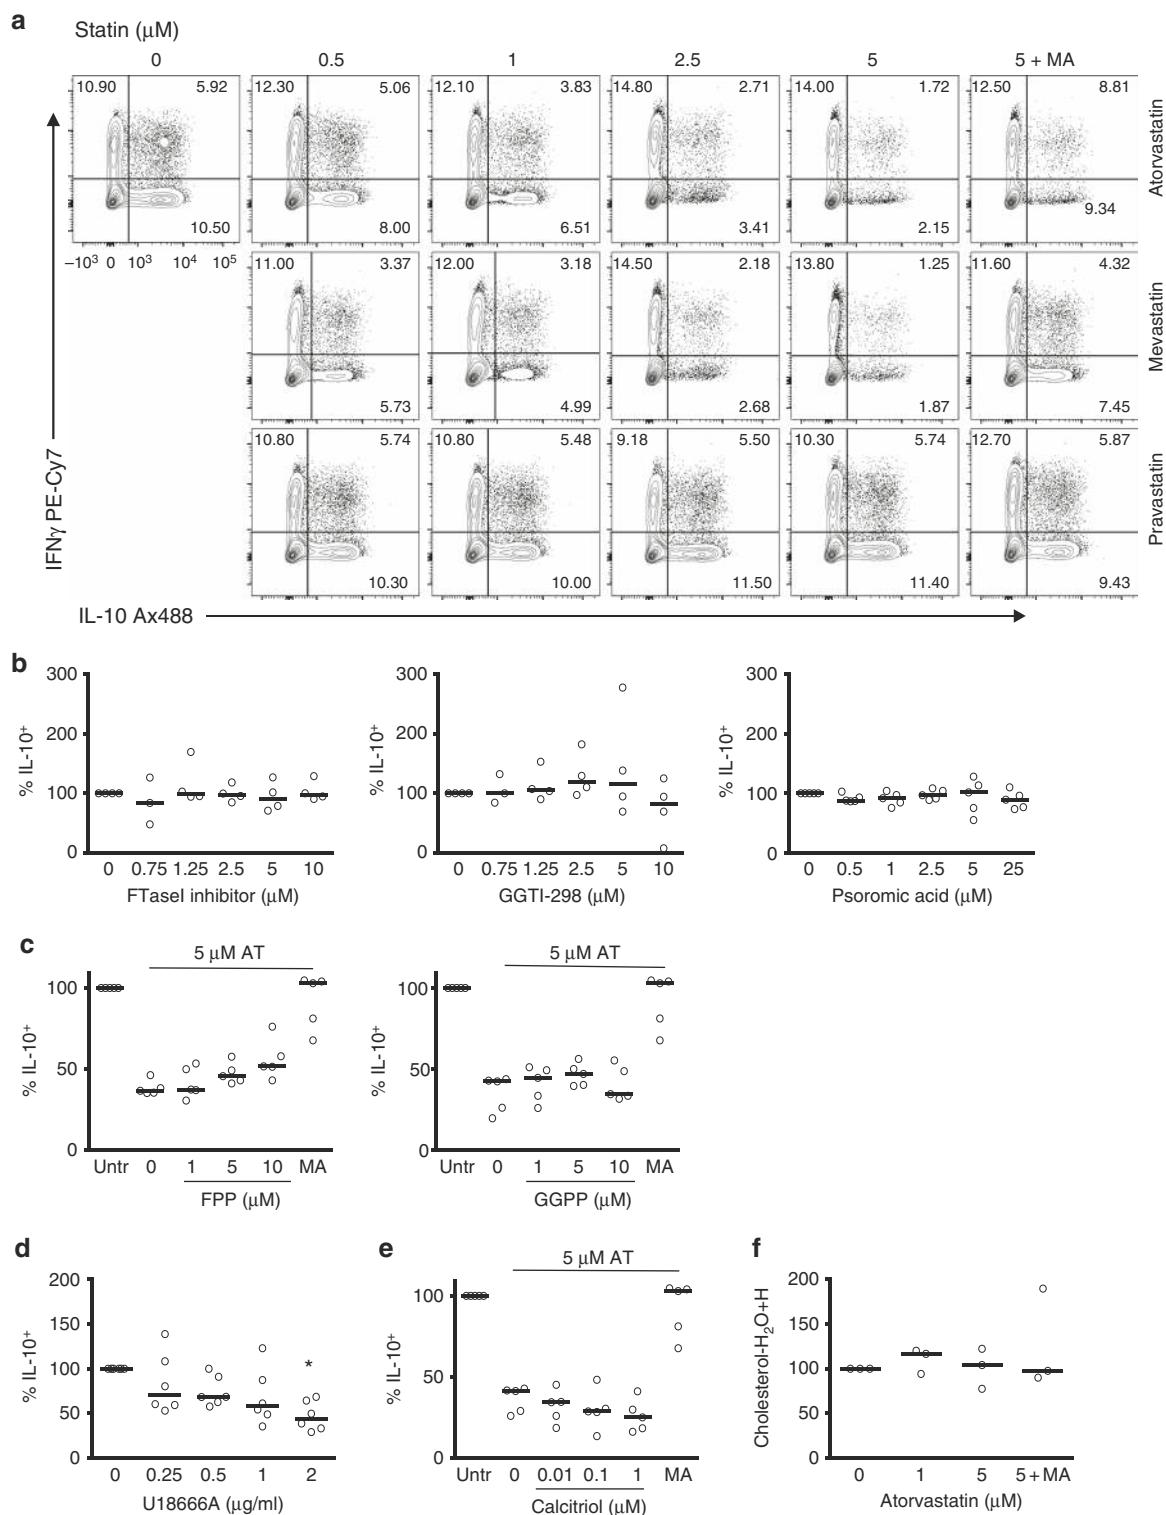 a
Statin (μM)
0 0.5 1 2.5 5 5 + MA
10.90 5.92 12.30 5.06 12.10 3.83 14.80 2.71 14.00 1.72 12.50 8.81
Atorvastatin
10.50 8.00 6.51 3.41 2.15 9.34
−10³ 0 10³ 10⁴ 10⁵
11.00 3.37 12.00 3.18 14.50 2.18 13.80 1.25 11.60 4.32
Mevastatin
5.73 4.99 2.68 1.87 7.45
10.80 5.74 10.80 5.48 9.18 5.50 10.30 5.74 12.70 5.87
Pravastatin
10.30 10.00 11.50 11.40 9.43
IFNγ PE-Cy7
IL-10 Ax488
b
% IL-10⁺
300
200
100
0
0 0.75 1.25 2.5 5 10
FTaseI inhibitor (μM)
% IL-10⁺
300
200
100
0
0 0.75 1.25 2.5 5 10
GGTI-298 (μM)
% IL-10⁺
300
200
100
0
0 0.5 1 2.5 5 25
Psoromic acid (μM)
c
5 μM AT
% IL-10⁺
100
50
0
Untr 0 1 5 10 MA
FPP (μM)
5 μM AT
% IL-10⁺
100
50
0
Untr 0 1 5 10 MA
GGPP (μM)
d
% IL-10⁺
200
150
100
50
0
*
0 0.25 0.5 1 2
U18666A (μg/ml)
e
5 μM AT
% IL-10⁺
100
50
0
Untr 0 0.01 0.1 1 MA
Calcitriol (μM)
f
Cholesterol-H₂O+H
200
150
100
50
0
0 1 5 5+MA
Atorvastatin (μM)